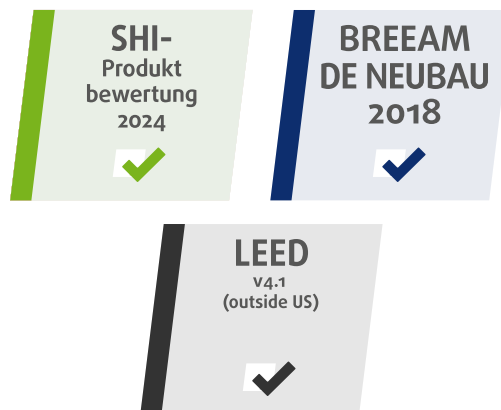 SHI-
Produkt
bewertung
2024
BREEAM
DE NEUBAU
2018
LEED
v4.1
(outside US)